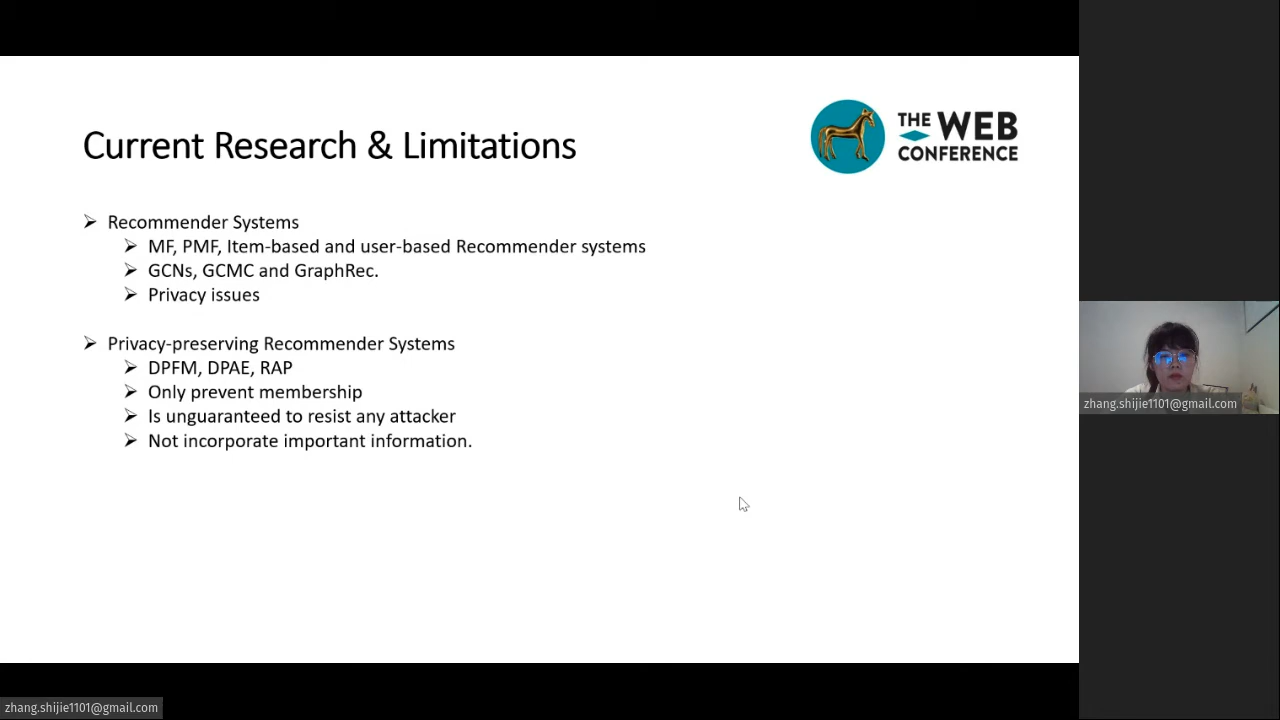 Current Research & Limitations
THE WEB
CONFERENCE
Recommender Systems
MF, PMF, Item-based and user-based Recommender systems
GCNs, GCMC and GraphRec.
Privacy issues
Privacy-preserving Recommender Systems
DPFM, DPAE, RAP
Only prevent membership
Is unguaranteed to resist any attacker
Not incorporate important information.
zhang.shijie1101@gmail.com
zhang.shijie1101@gmail.com